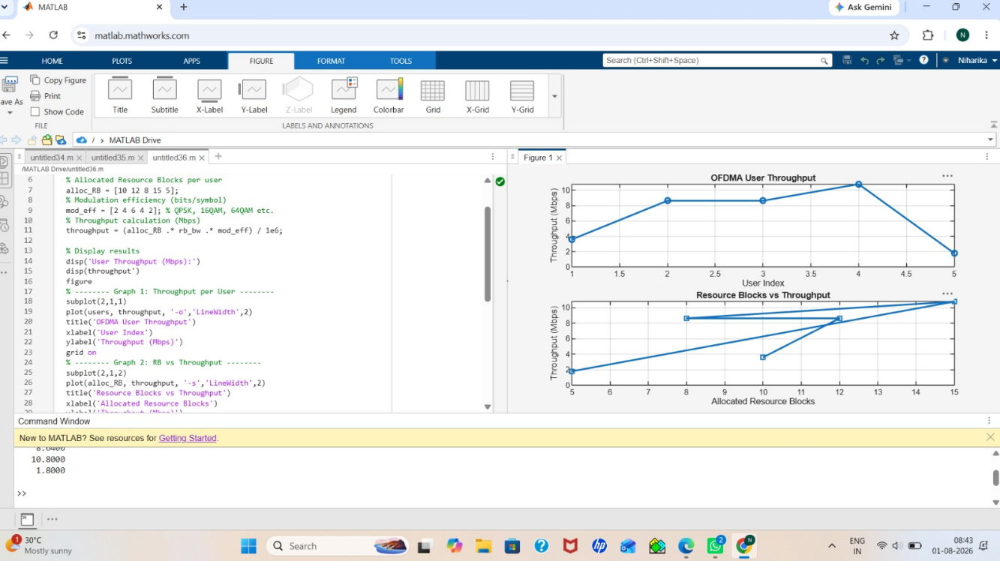 MATLAB
Ask Gemini
matlab.mathworks.com
N
HOME PLOTS APPS FIGURE FORMAT TOOLS
Search (Ctrl+Shift+Space)
Niharika
Copy Figure
Print
Show Code
ave As
Title Subtitle X-Label Y-Label Z-Label Legend Colorbar Grid X-Grid Y-Grid
FILE
LABELS AND ANNOTATIONS
/ › MATLAB Drive
untitled34.m × untitled35.m × untitled36.m × +
/MATLAB Drive/untitled36.m
6 % Allocated Resource Blocks per user
7 alloc_RB = [10 12 8 15 5];
8 % Modulation efficiency (bits/symbol)
9 mod_eff = [2 4 6 4 2]; % QPSK, 16QAM, 64QAM etc.
10 % Throughput calculation (Mbps)
11 throughput = (alloc_RB .* rb_bw .* mod_eff) / 1e6;
12
13 % Display results
14 disp('User Throughput (Mbps):')
15 disp(throughput')
16 figure
17 % -------- Graph 1: Throughput per User --------
18 subplot(2,1,1)
19 plot(users, throughput, '-o','LineWidth',2)
20 title('OFDMA User Throughput')
21 xlabel('User Index')
22 ylabel('Throughput (Mbps)')
23 grid on
24 % -------- Graph 2: RB vs Throughput --------
25 subplot(2,1,2)
26 plot(alloc_RB, throughput, '-s','LineWidth',2)
27 title('Resource Blocks vs Throughput')
28 xlabel('Allocated Resource Blocks')
Figure 1 ×
OFDMA User Throughput
Throughput (Mbps)
10
8
6
4
2
0
1 1.5 2 2.5 3 3.5 4 4.5 5
User Index
Resource Blocks vs Throughput
Throughput (Mbps)
10
8
6
4
2
0
5 6 7 8 9 10 11 12 13 14 15
Allocated Resource Blocks
Command Window
New to MATLAB? See resources for Getting Started.
8.6400
10.8000
1.8000
>>
1
30°C
Mostly sunny
Search
2
N
ENG
IN
08:43
01-08-2026